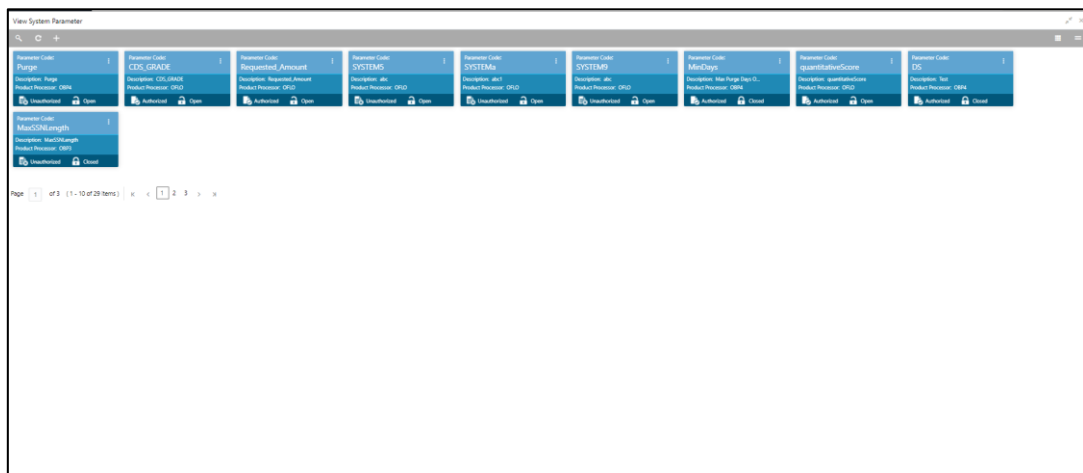 View System Parameter
Parameter Code:
Purge
Description: Purge
Product Processor: OBP4
Unauthorized Open
Parameter Code:
CDS_GRADE
Description: CDS_GRADE
Product Processor: OFLO
Authorized Open
Parameter Code:
Requested_Amount
Description: Requested_Amount
Product Processor: OFLO
Authorized Open
Parameter Code:
SYSTEM5
Description: abc
Product Processor: OFLO
Unauthorized Open
Parameter Code:
SYSTEMa
Description: abc1
Product Processor: OFLO
Unauthorized Open
Parameter Code:
SYSTEM9
Description: abc
Product Processor: OFLO
Unauthorized Open
Parameter Code:
MinDays
Description: Max Purge Days O...
Product Processor: OBP4
Authorized Closed
Parameter Code:
quantitativeScore
Description: quantitativeScore
Product Processor: OFLO
Authorized Open
Parameter Code:
DS
Description: Test
Product Processor: OBP4
Authorized Closed
Parameter Code:
MaxSSNLength
Description: MaxSSNLength
Product Processor:
Unauthorized Closed
Page 1 of 3 (1 - 10 of 29 items) 1 2 3